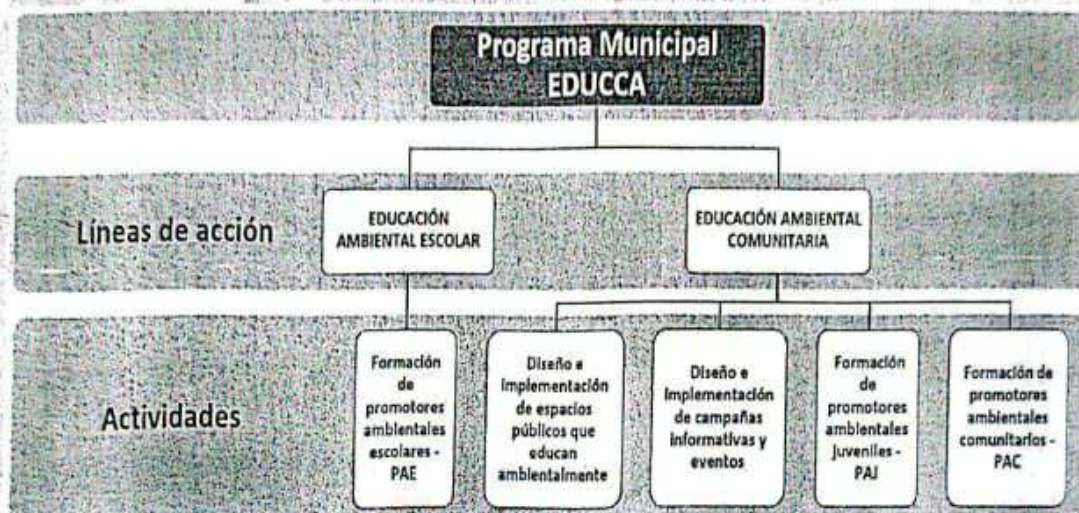 Programa Municipal
EDUCCA
Líneas de acción
EDUCACIÓN
AMBIENTAL ESCOLAR
EDUCACIÓN AMBIENTAL
COMUNITARIA
Actividades
Formación
de
promotores
ambientales
escolares -
PAE
Diseño e
implementación
de espacios
públicos que
educan
ambientalmente
Diseño e
implementación
de campañas
informativas y
eventos
Formación
de
promotores
ambientales
juveniles -
PAJ
Formación de
promotores
ambientales
comunitarios -
PAC